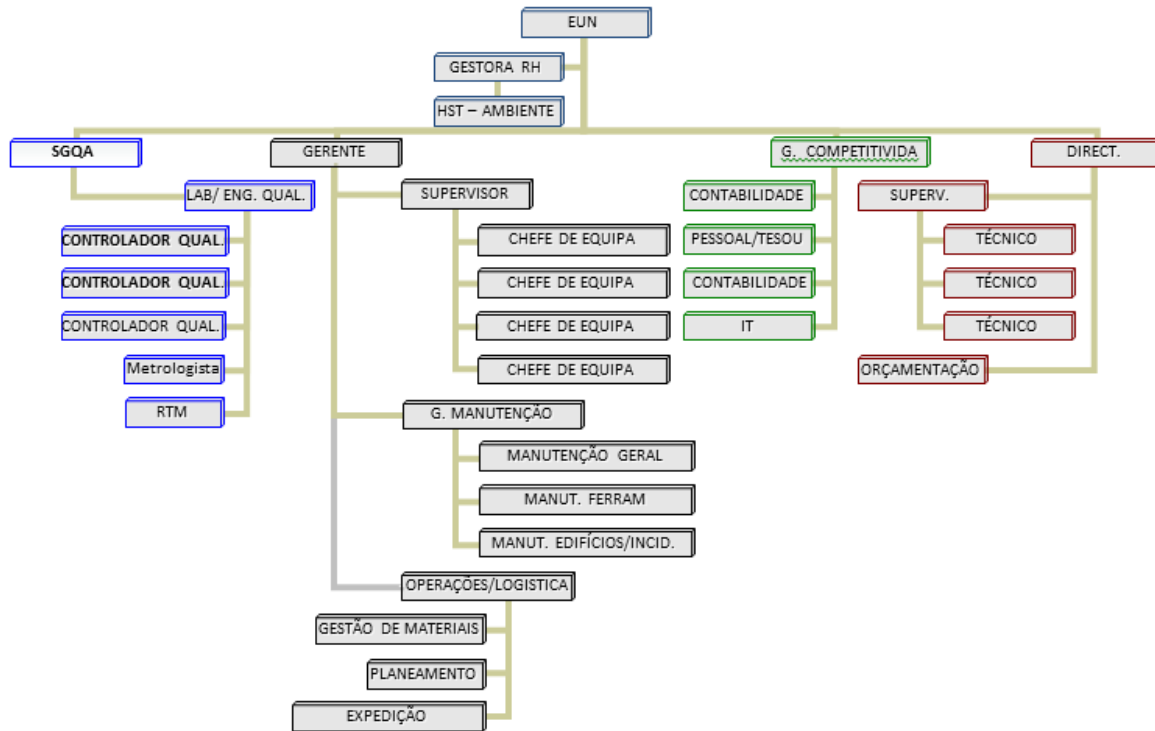 EUN
GESTORA RH
HST – AMBIENTE
SGQA
GERENTE
G. COMPETITIVIDA
DIRECT.
LAB/ ENG. QUAL.
SUPERVISOR
CONTABILIDADE
SUPERV.
CONTROLADOR QUAL.
CHEFE DE EQUIPA
PESSOAL/TESOU
TÉCNICO
CONTROLADOR QUAL.
CHEFE DE EQUIPA
CONTABILIDADE
TÉCNICO
CONTROLADOR QUAL.
CHEFE DE EQUIPA
IT
TÉCNICO
Metrologista
CHEFE DE EQUIPA
ORÇAMENTAÇÃO
RTM
G. MANUTENÇÃO
MANUTENÇÃO GERAL
MANUT. FERRAM
MANUT. EDIFÍCIOS/INCID.
OPERAÇÕES/LOGISTICA
GESTÃO DE MATERIAIS
PLANEAMENTO
EXPEDIÇÃO